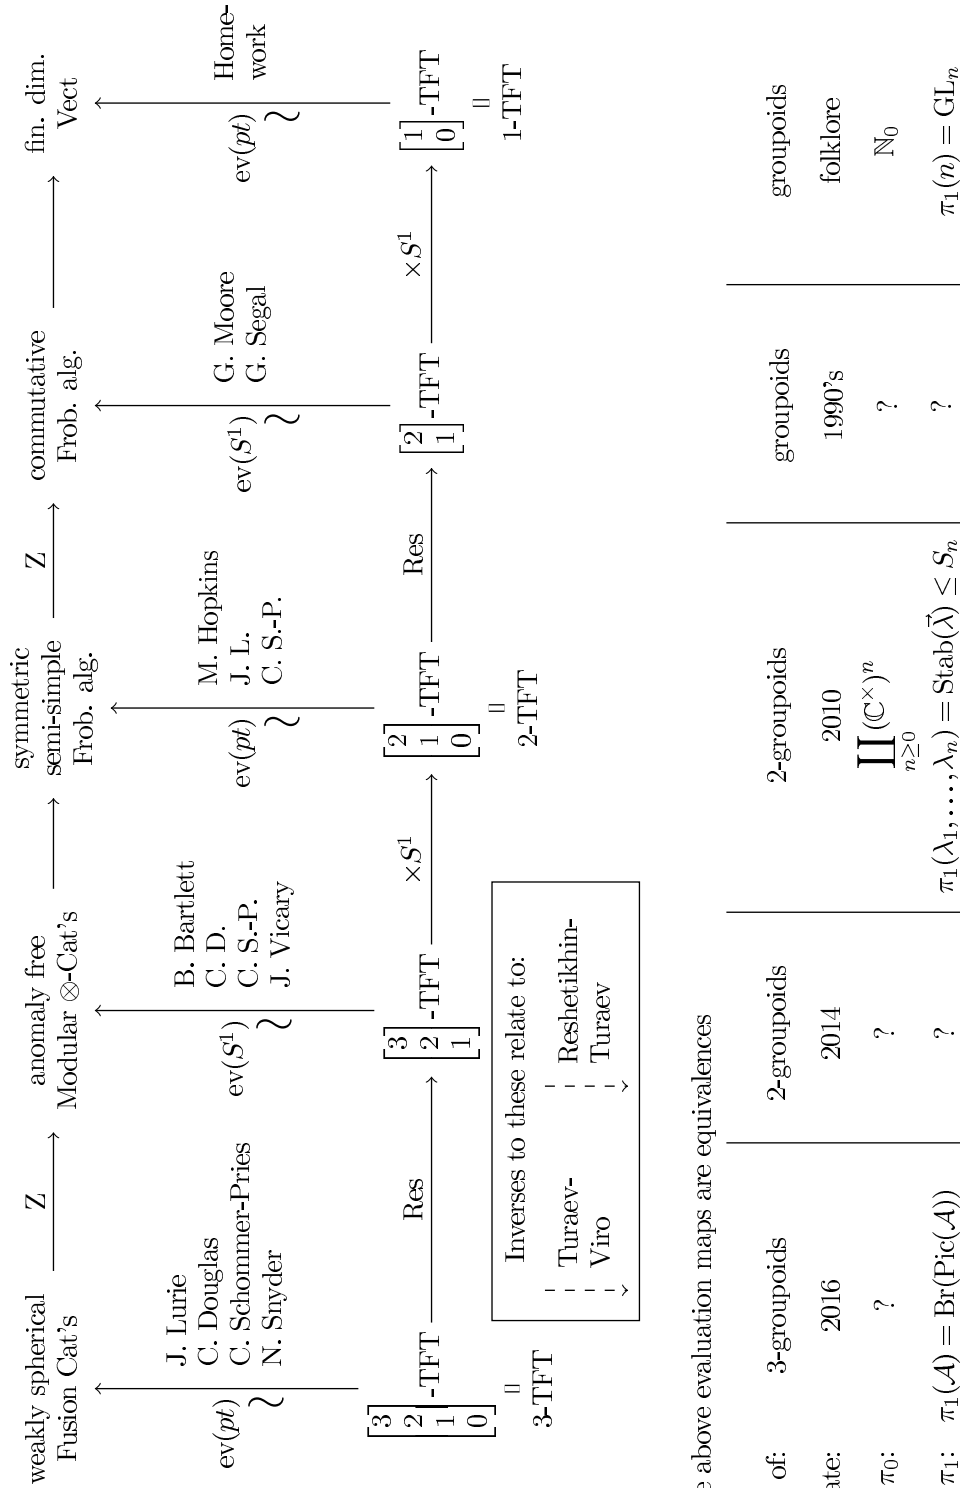 weakly spherical
Fusion Cat's
Z
anomaly free
Modular ⊗-Cat's
symmetric
semi-simple
Frob. alg.
Z
commutative
Frob. alg.
fin. dim.
Vect
ev(pt)
J. Lurie
C. Douglas
C. Schommer-Pries
N. Snyder
ev(S¹)
B. Bartlett
C. D.
C. S.-P.
J. Vicary
ev(pt)
M. Hopkins
J. L.
C. S.-P.
ev(S¹)
G. Moore
G. Segal
ev(pt)
Home-
work
[3 2 1 0]-TFT
Res
[3 2 1]-TFT
×S¹
[2 1 0]-TFT
Res
[2 1]-TFT
×S¹
[1 0]-TFT
= 3-TFT
= 2-TFT
= 1-TFT
Inverses to these relate to:
Turaev-
Viro
Reshetikhin-
Turaev
above evaluation maps are equivalences
of: 3-groupoids 2-groupoids 2-groupoids groupoids groupoids
2016 2014 2010 1990's folklore
π₀: ? ? ∐_{n≥0} (ℂ^×)^n ? ℕ₀
π₁: π₁(𝒜) = Br(Pic(𝒜)) ? π₁(λ₁, …, λₙ) = Stab(λ⃗) ≤ Sₙ ? π₁(n) = GLₙ